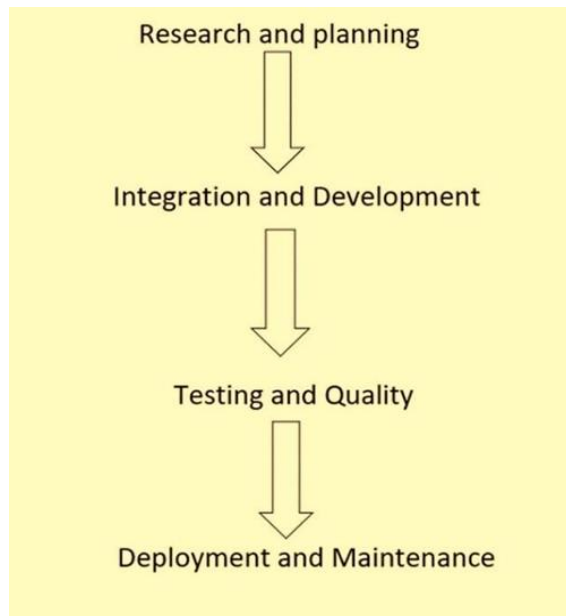 Research and planning
Integration and Development
Testing and Quality
Deployment and Maintenance